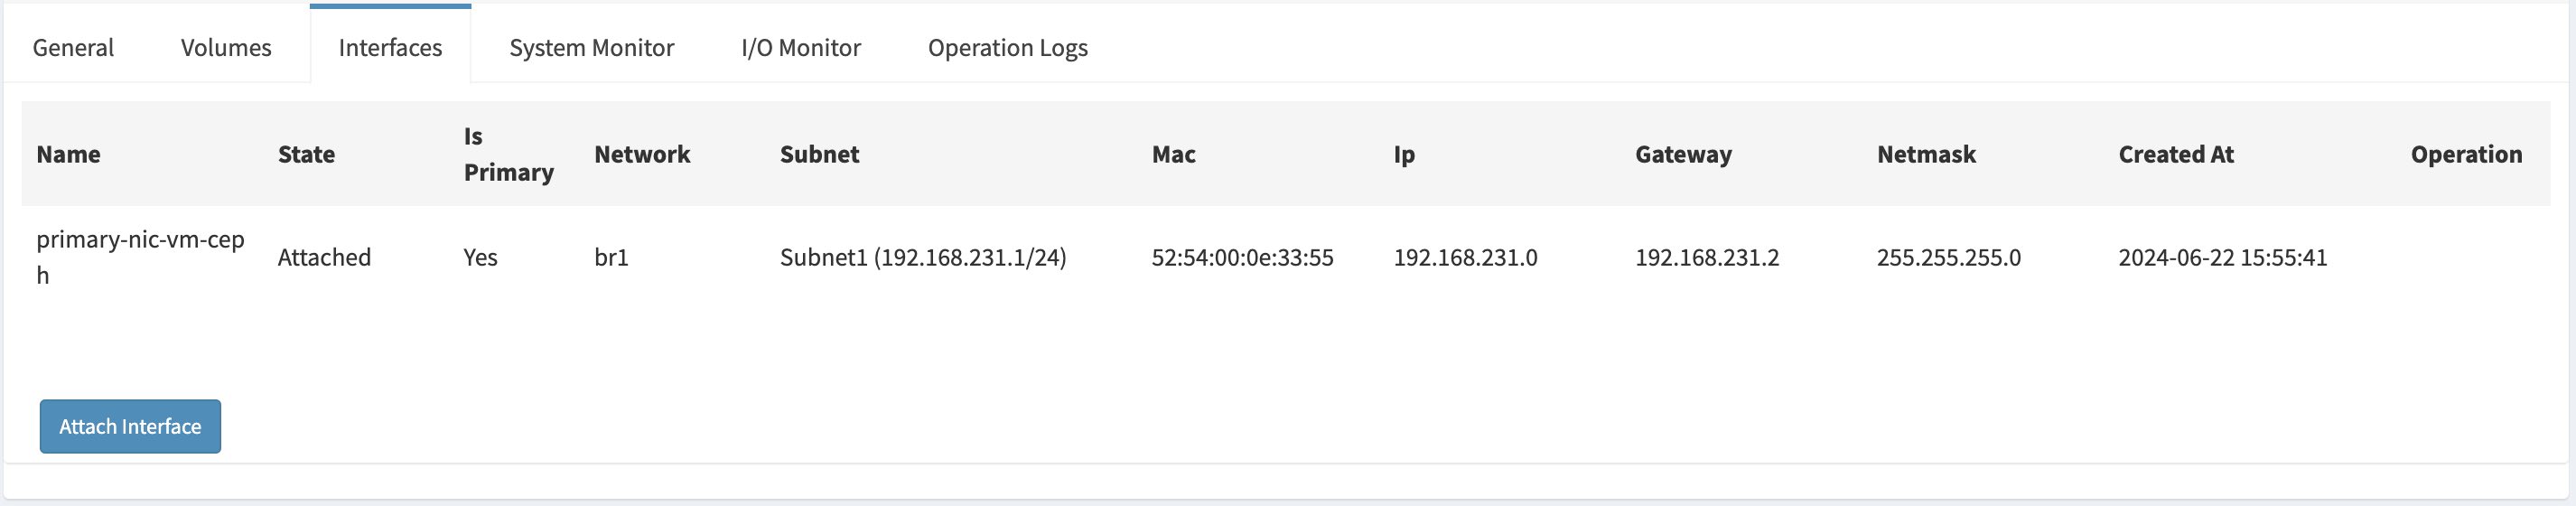 General Volumes Interfaces System Monitor I/O Monitor Operation Logs
Name State Is Primary Network Subnet Mac Ip Gateway Netmask Created At Operation
primary-nic-vm-cep
h Attached Yes br1 Subnet1 (192.168.231.1/24) 52:54:00:0e:33:55 192.168.231.0 192.168.231.2 255.255.255.0 2024-06-22 15:55:41
Attach Interface